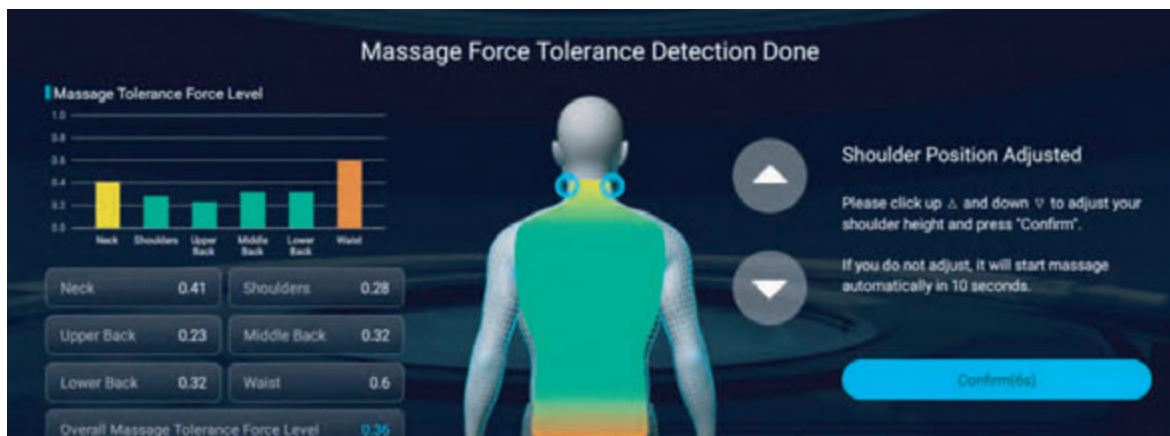 Massage Force Tolerance Detection Done
Massage Tolerance Force Level
1.0
0.8
0.6
0.4
0.2
0.0
Neck Shoulders Upper Back Middle Back Lower Back Waist
Neck 0.41 Shoulders 0.28
Upper Back 0.23 Middle Back 0.32
Lower Back 0.32 Waist 0.6
Overall Massage Tolerance Force Level 0.36
Shoulder Position Adjusted
Please click up △ and down ▽ to adjust your
shoulder height and press "Confirm".
If you do not adjust, it will start massage
automatically in 10 seconds.
Confirm(6s)